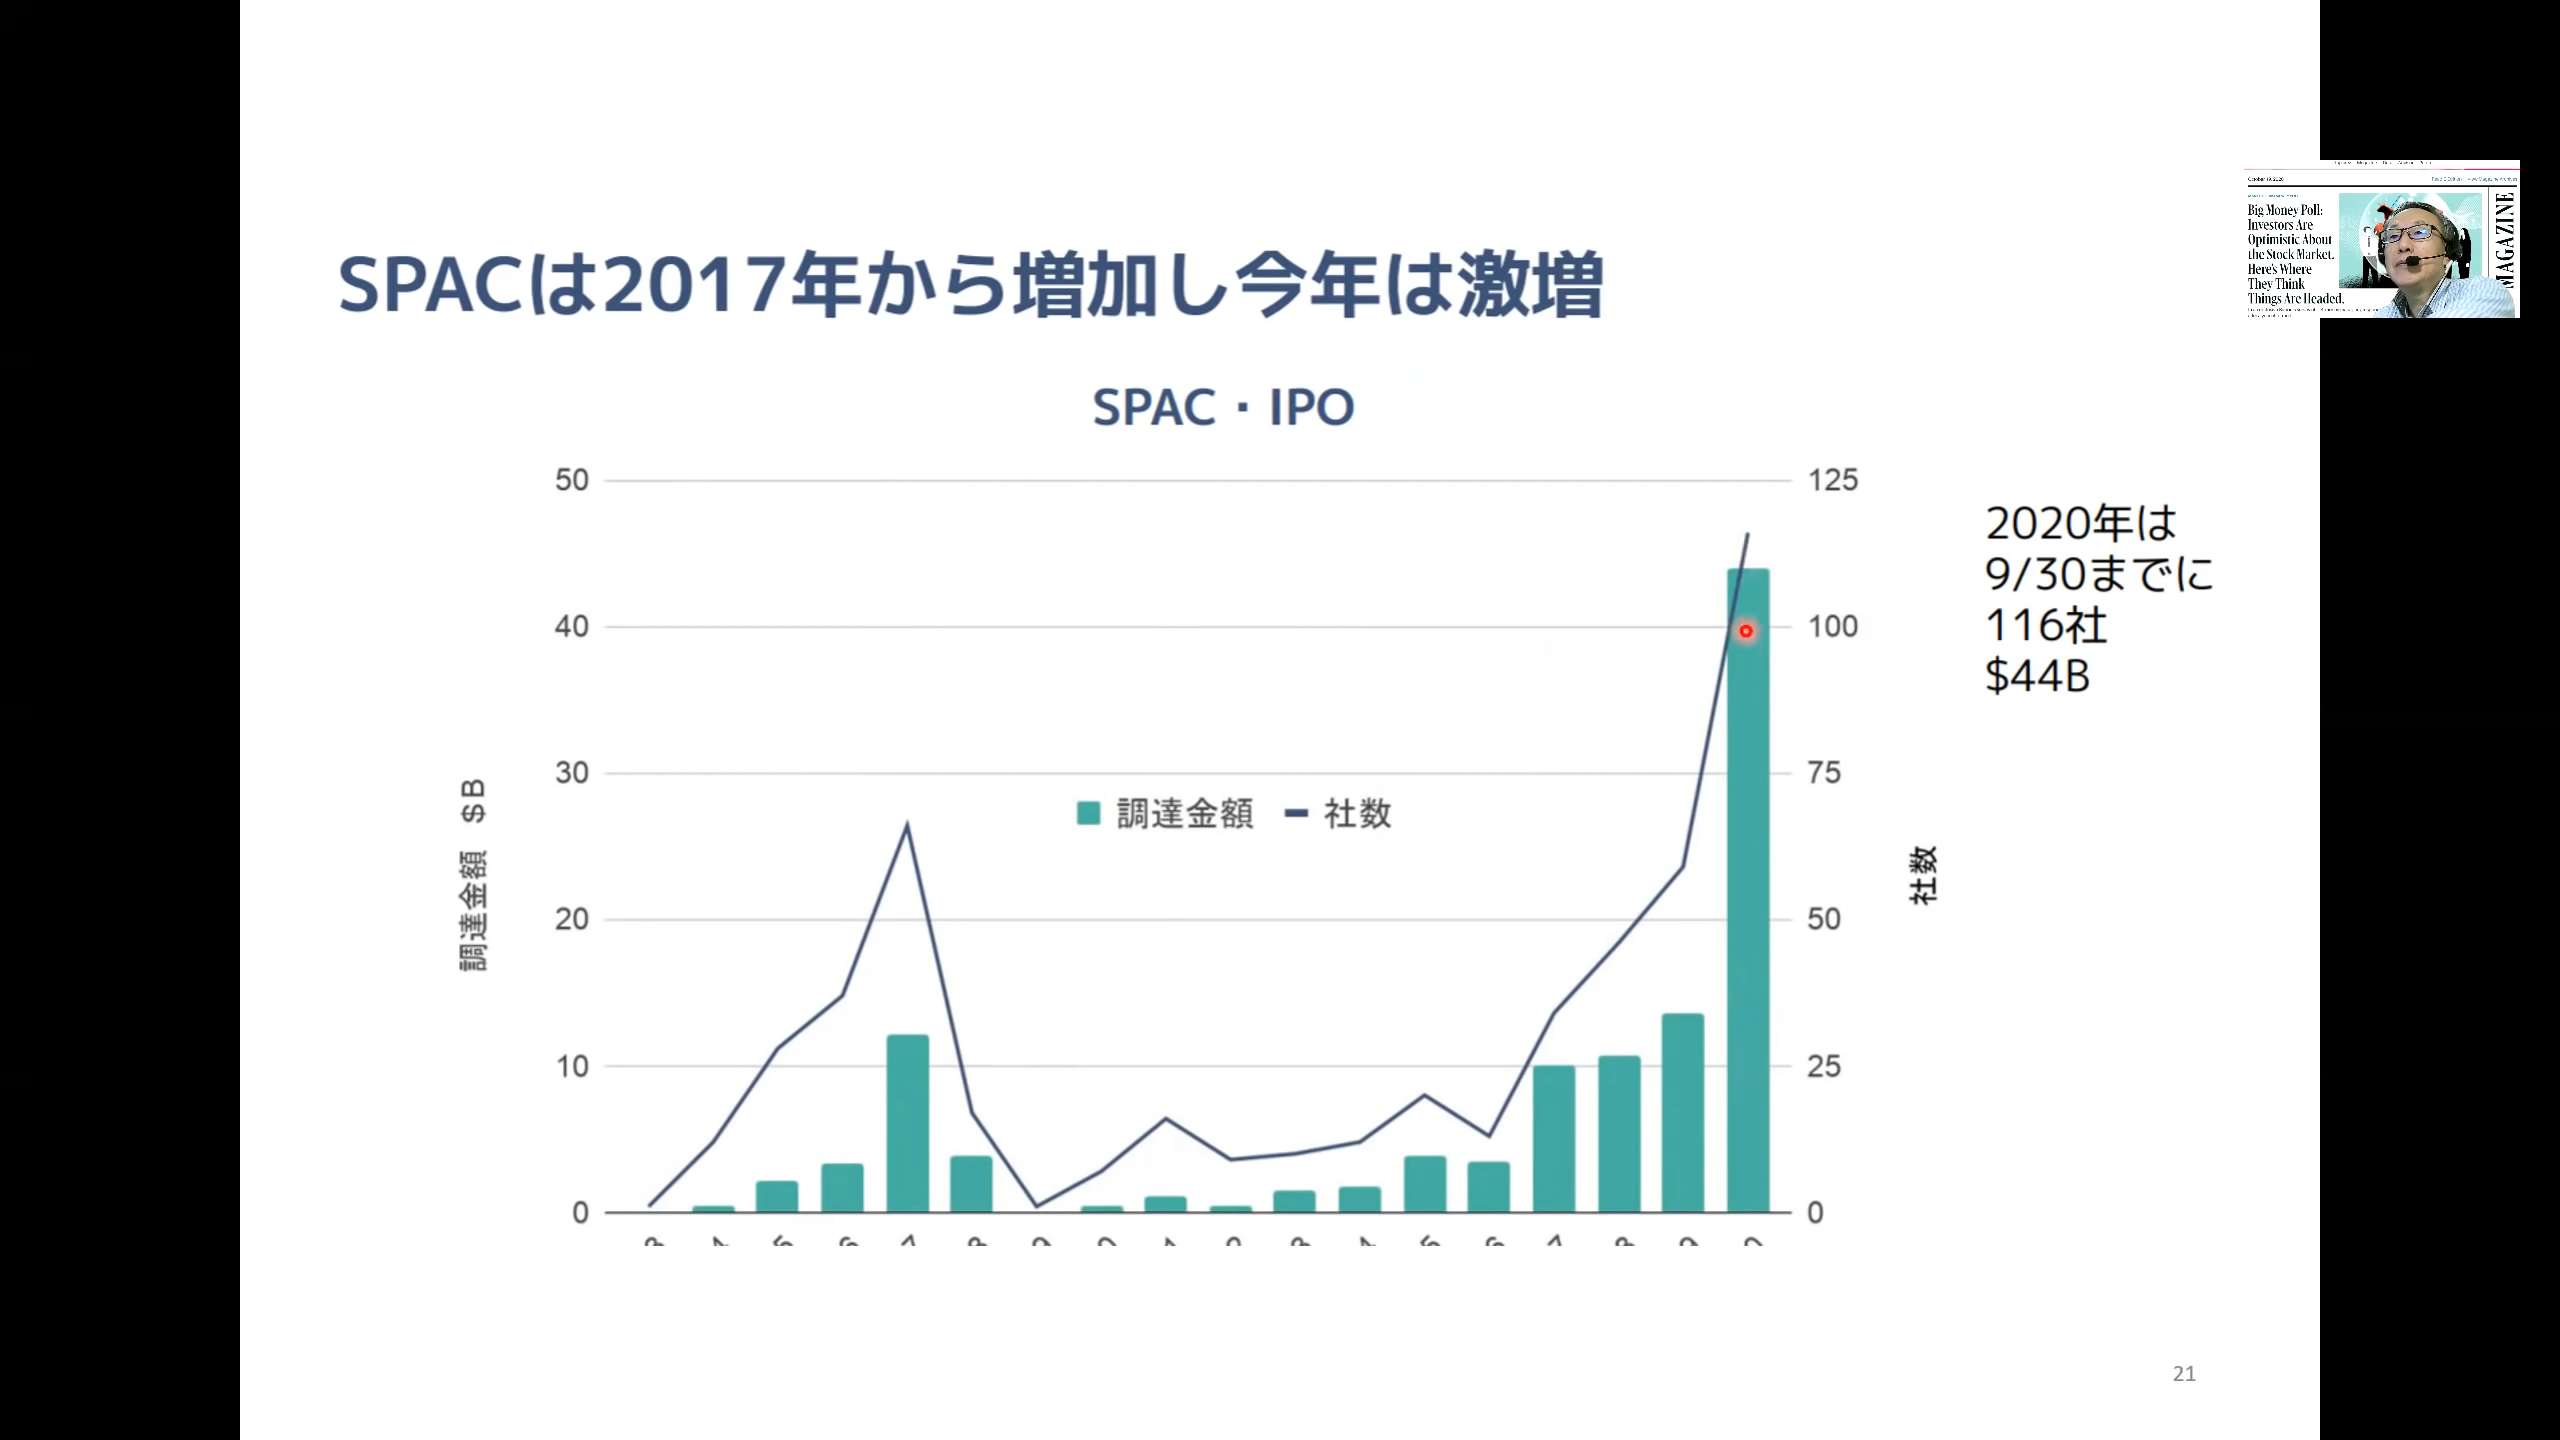 SPACは2017年から増加し今年は激増
SPAC・IPO
50
40
30
20
10
0
調達金額 $B
調達金額
社数
125
100
75
50
25
0
社数
2020年は
9/30までに
116社
$44B
21
October 19, 2020
Big Money Poll:
Investors Are
Optimistic About
the Stock Market.
Here's Where
They Think
Things Are Headed.
MAGAZINE